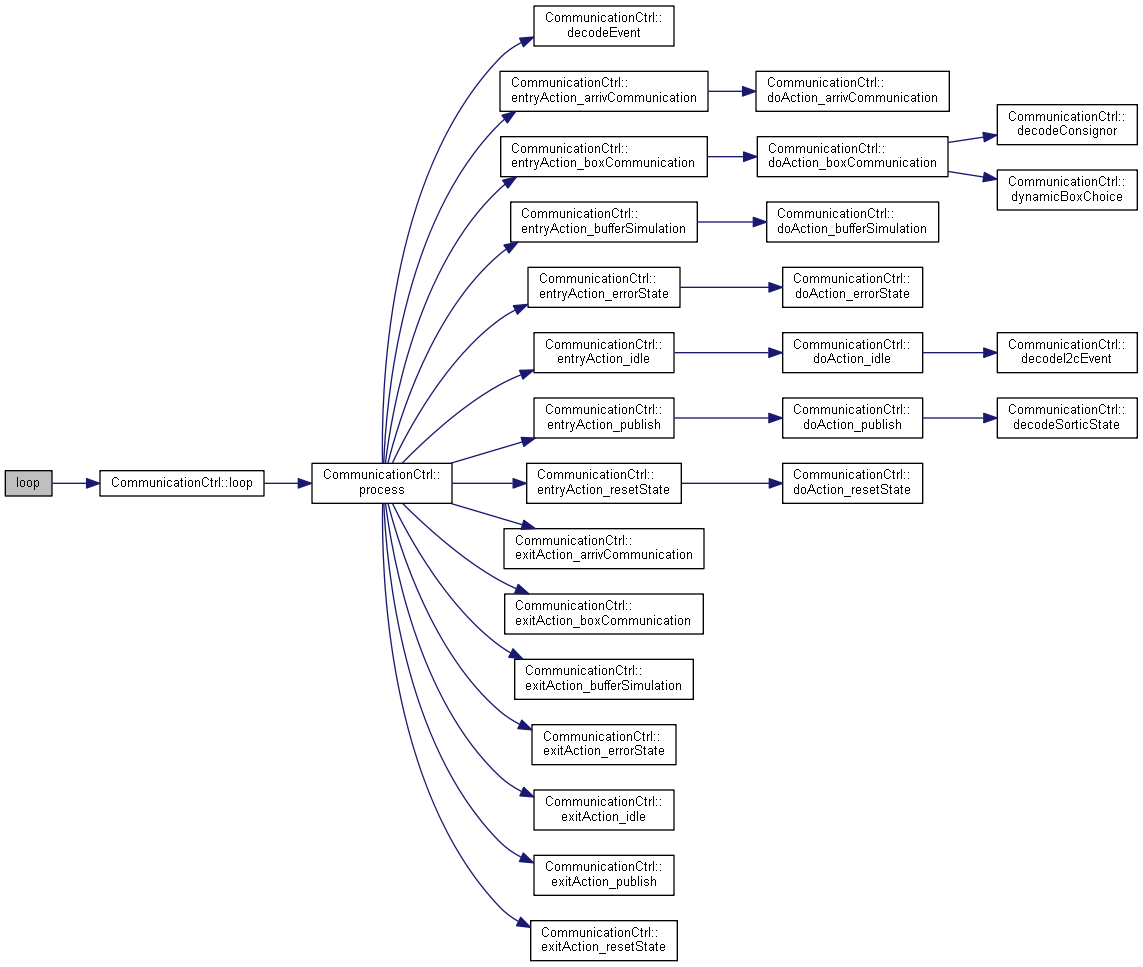 CommunicationCtrl::
decodeEvent
CommunicationCtrl::
entryAction_arrivCommunication
CommunicationCtrl::
doAction_arrivCommunication
CommunicationCtrl::
entryAction_boxCommunication
CommunicationCtrl::
doAction_boxCommunication
CommunicationCtrl::
decodeConsignor
CommunicationCtrl::
dynamicBoxChoice
CommunicationCtrl::
entryAction_bufferSimulation
CommunicationCtrl::
doAction_bufferSimulation
CommunicationCtrl::
entryAction_errorState
CommunicationCtrl::
doAction_errorState
CommunicationCtrl::
entryAction_idle
CommunicationCtrl::
doAction_idle
CommunicationCtrl::
decodeI2cEvent
CommunicationCtrl::
entryAction_publish
CommunicationCtrl::
doAction_publish
CommunicationCtrl::
decodeSorticState
loop
CommunicationCtrl::loop
CommunicationCtrl::
process
CommunicationCtrl::
entryAction_resetState
CommunicationCtrl::
doAction_resetState
CommunicationCtrl::
exitAction_arrivCommunication
CommunicationCtrl::
exitAction_boxCommunication
CommunicationCtrl::
exitAction_bufferSimulation
CommunicationCtrl::
exitAction_errorState
CommunicationCtrl::
exitAction_idle
CommunicationCtrl::
exitAction_publish
CommunicationCtrl::
exitAction_resetState